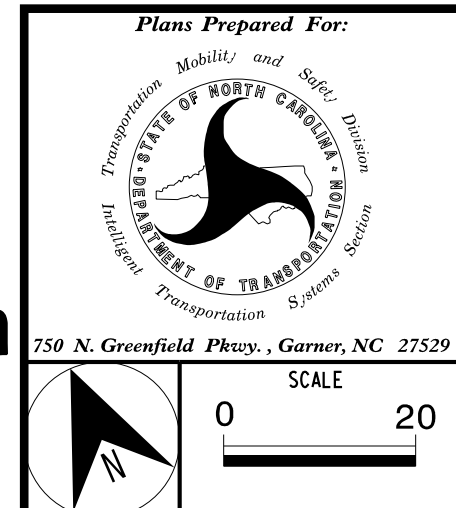 Plans Prepared For:
Transportation Mobility and Safety Division
STATE OF NORTH CAROLINA
DEPARTMENT OF TRANSPORTATION
Intelligent Transportation Systems Section
750 N. Greenfield Pkwy. , Garner, NC 27529
SCALE
0 20
N